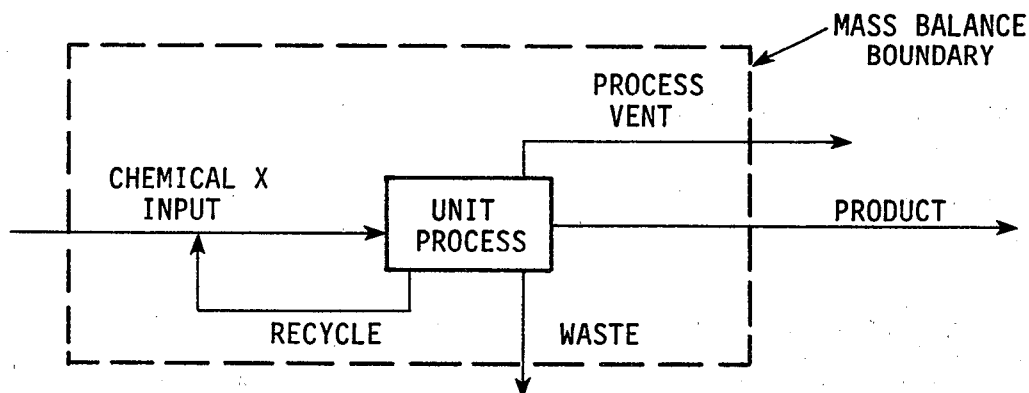 MASS BALANCE
BOUNDARY
PROCESS
VENT
CHEMICAL X
INPUT
UNIT
PROCESS
PRODUCT
RECYCLE
WASTE